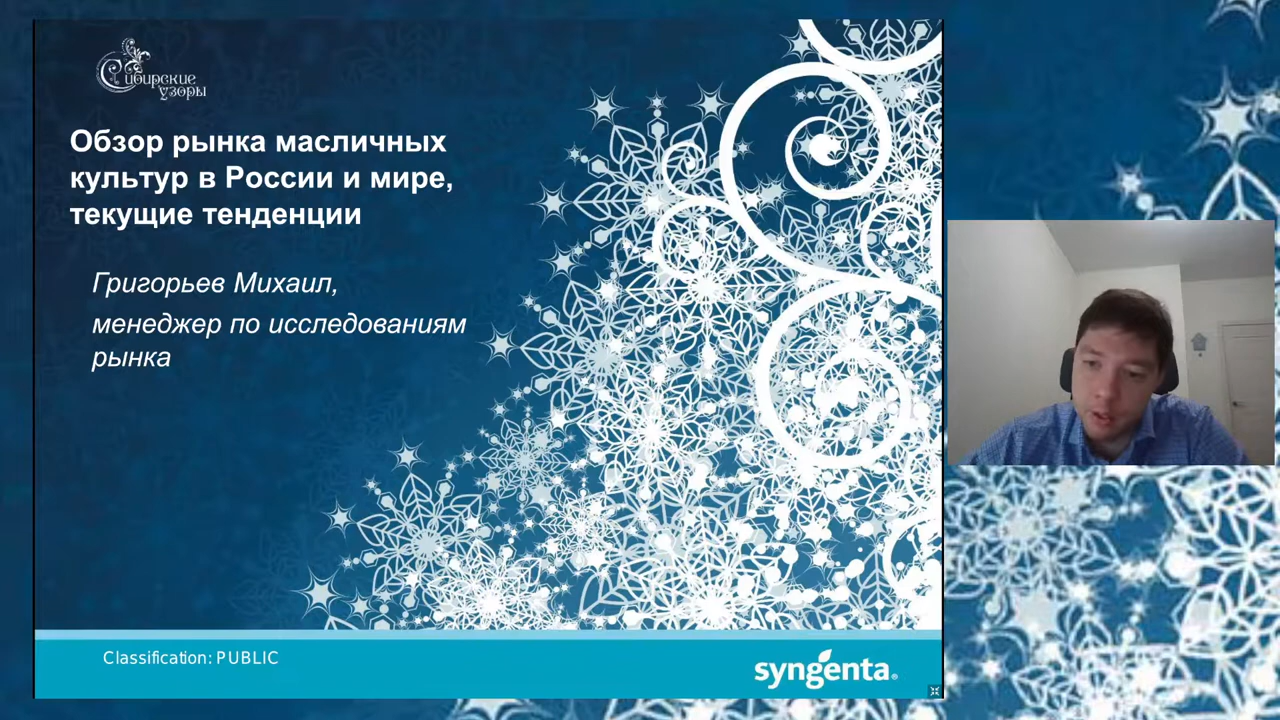 Сибирские
узоры
Обзор рынка масличных
культур в России и мире,
текущие тенденции
Григорьев Михаил,
менеджер по исследованиям
рынка
Classification: PUBLIC
syngenta